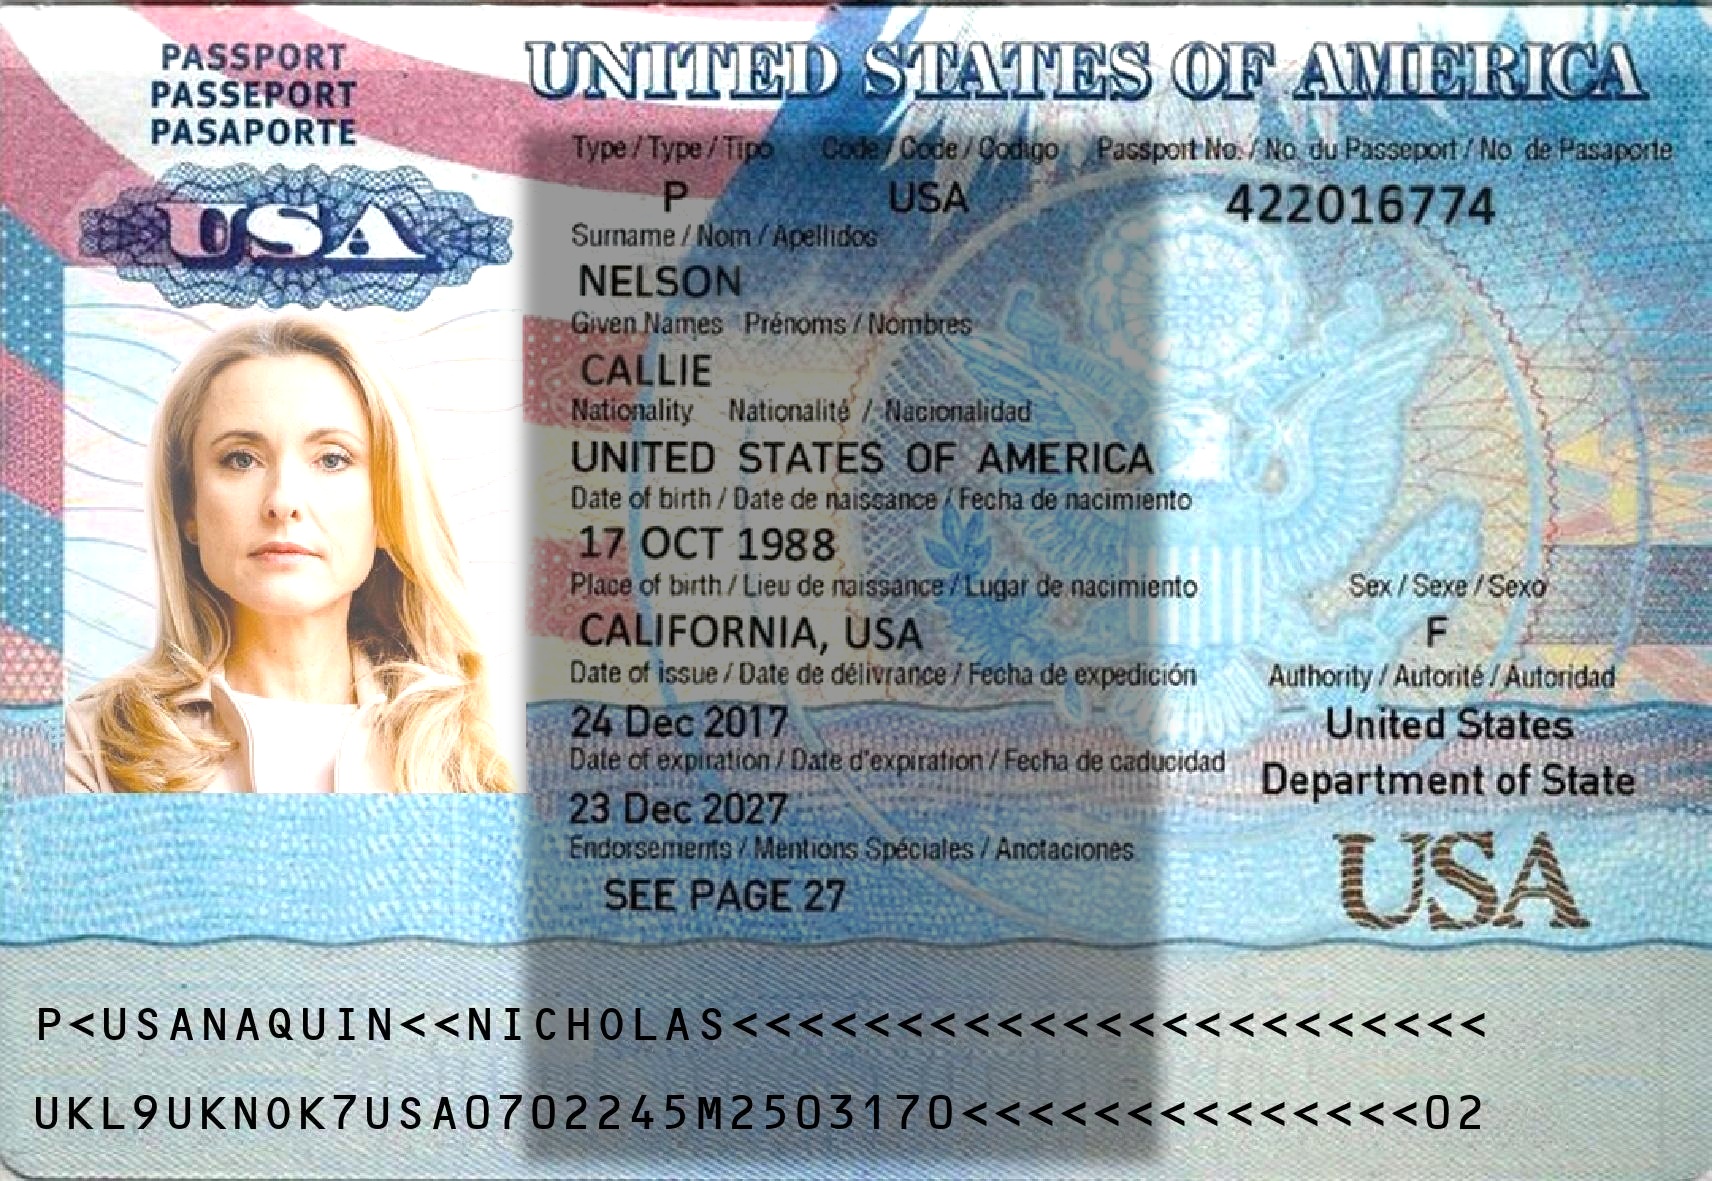 PASSPORT
PASSEPORT
PASAPORTE
USA
UNITED STATES OF AMERICA
Type / Type / Tipo Code / Code / Codigo Passport No. / No. du Passeport / No de Pasaporte
P USA 422016774
Surname / Nom / Apellidos
NELSON
Given Names Prénoms / Nombres
CALLIE
Nationality Nationalité / Nacionalidad
UNITED STATES OF AMERICA
Date of birth / Date de naissance / Fecha de nacimiento
17 OCT 1988
Place of birth / Lieu de naissance / Lugar de nacimiento Sex / Sexe / Sexo
CALIFORNIA, USA F
Date of issue / Date de délivrance / Fecha de expedición Authority / Autorité / Autoridad
24 Dec 2017 United States
Date of expiration / Date d'expiration / Fecha de caducidad Department of State
23 Dec 2027
Endorsements / Mentions Spéciales / Anotaciones
SEE PAGE 27
USA
P<USANAQUIN<<NICHOLAS<<<<<<<<<<<<<<<<<<<<<<<
UKL9UKN0K7USA0702245M2503170<<<<<<<<<<<<<<02